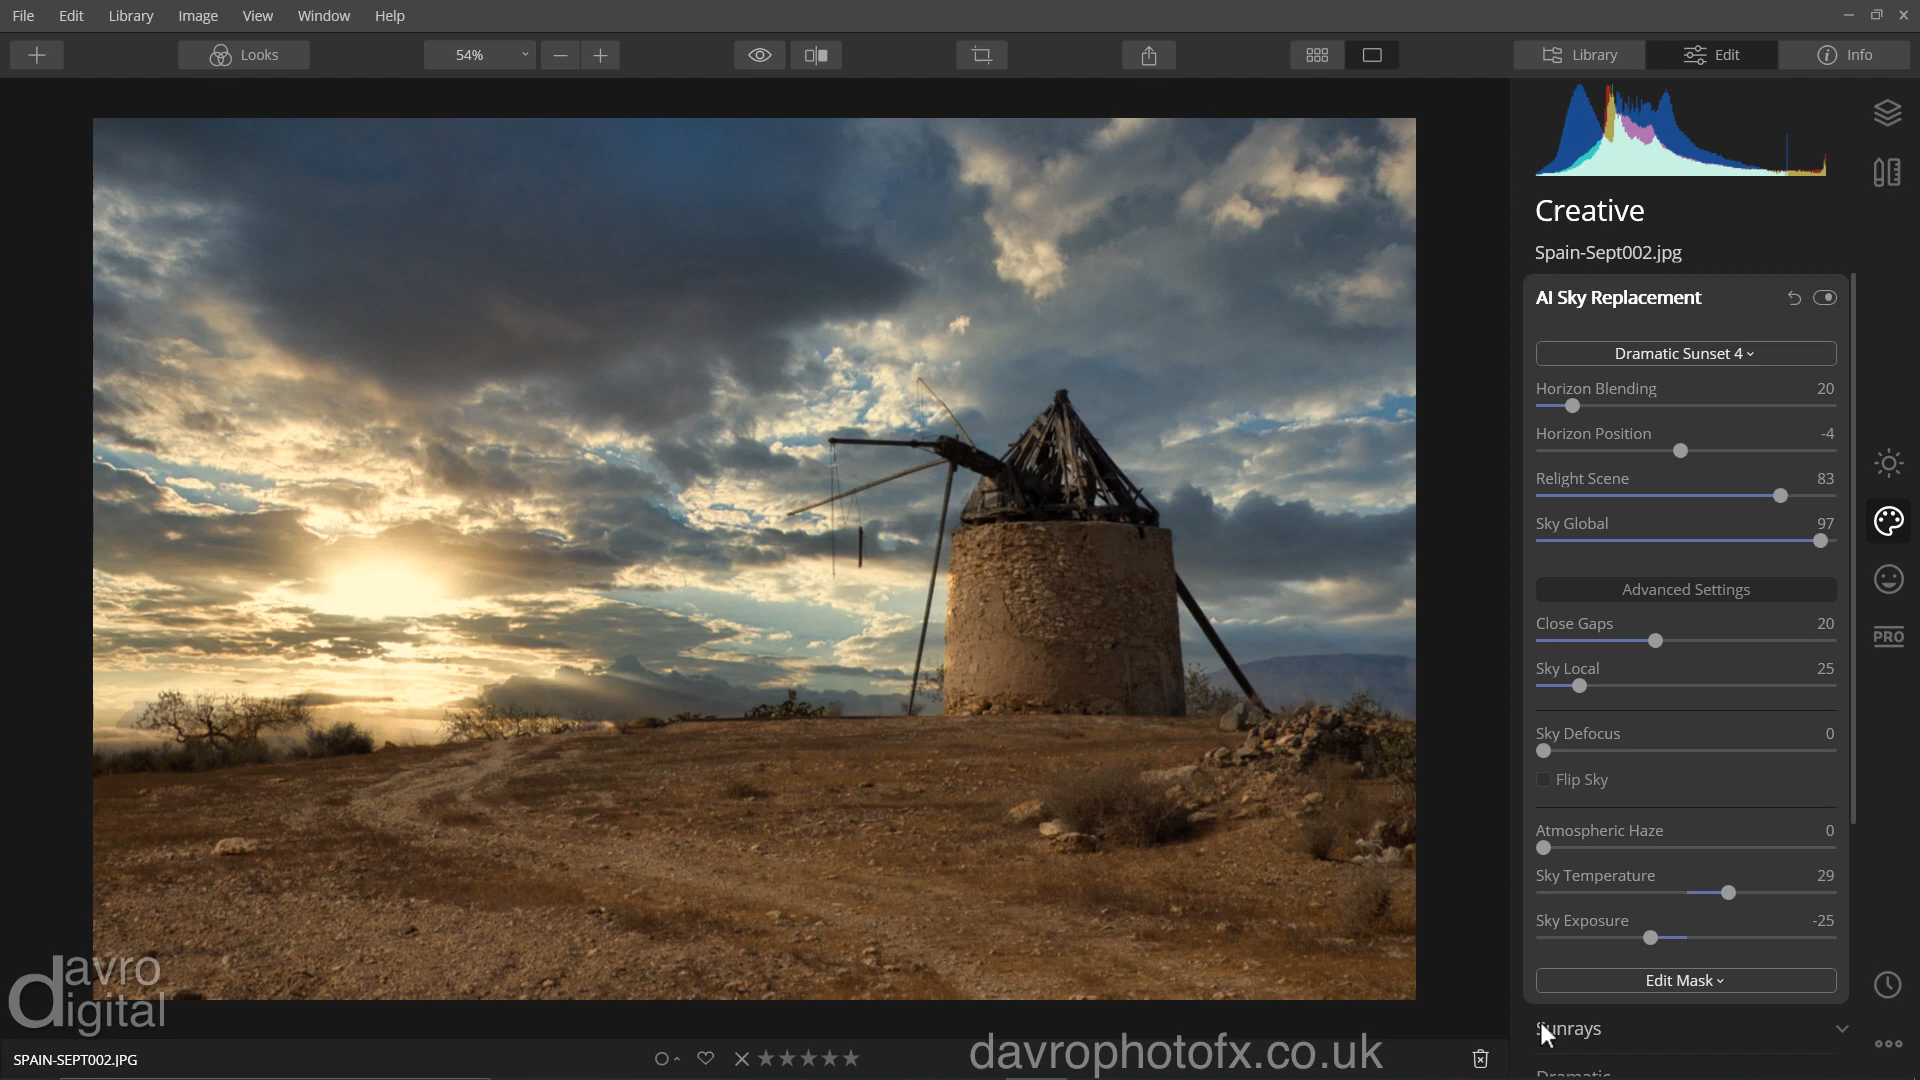 File Edit Library Image View Window Help
Looks 54% Library Edit Info
Creative
Spain-Sept002.jpg
AI Sky Replacement
Dramatic Sunset 4
Horizon Blending 20
Horizon Position -4
Relight Scene 83
Sky Global 97
Advanced Settings
Close Gaps 20
Sky Local 25
Sky Defocus 0
Flip Sky
Atmospheric Haze 0
Sky Temperature 29
Sky Exposure -25
Edit Mask
Sunrays
Dramatic
PRO
davro
digital
SPAIN-SEPT002.JPG
davrophotofx.co.uk